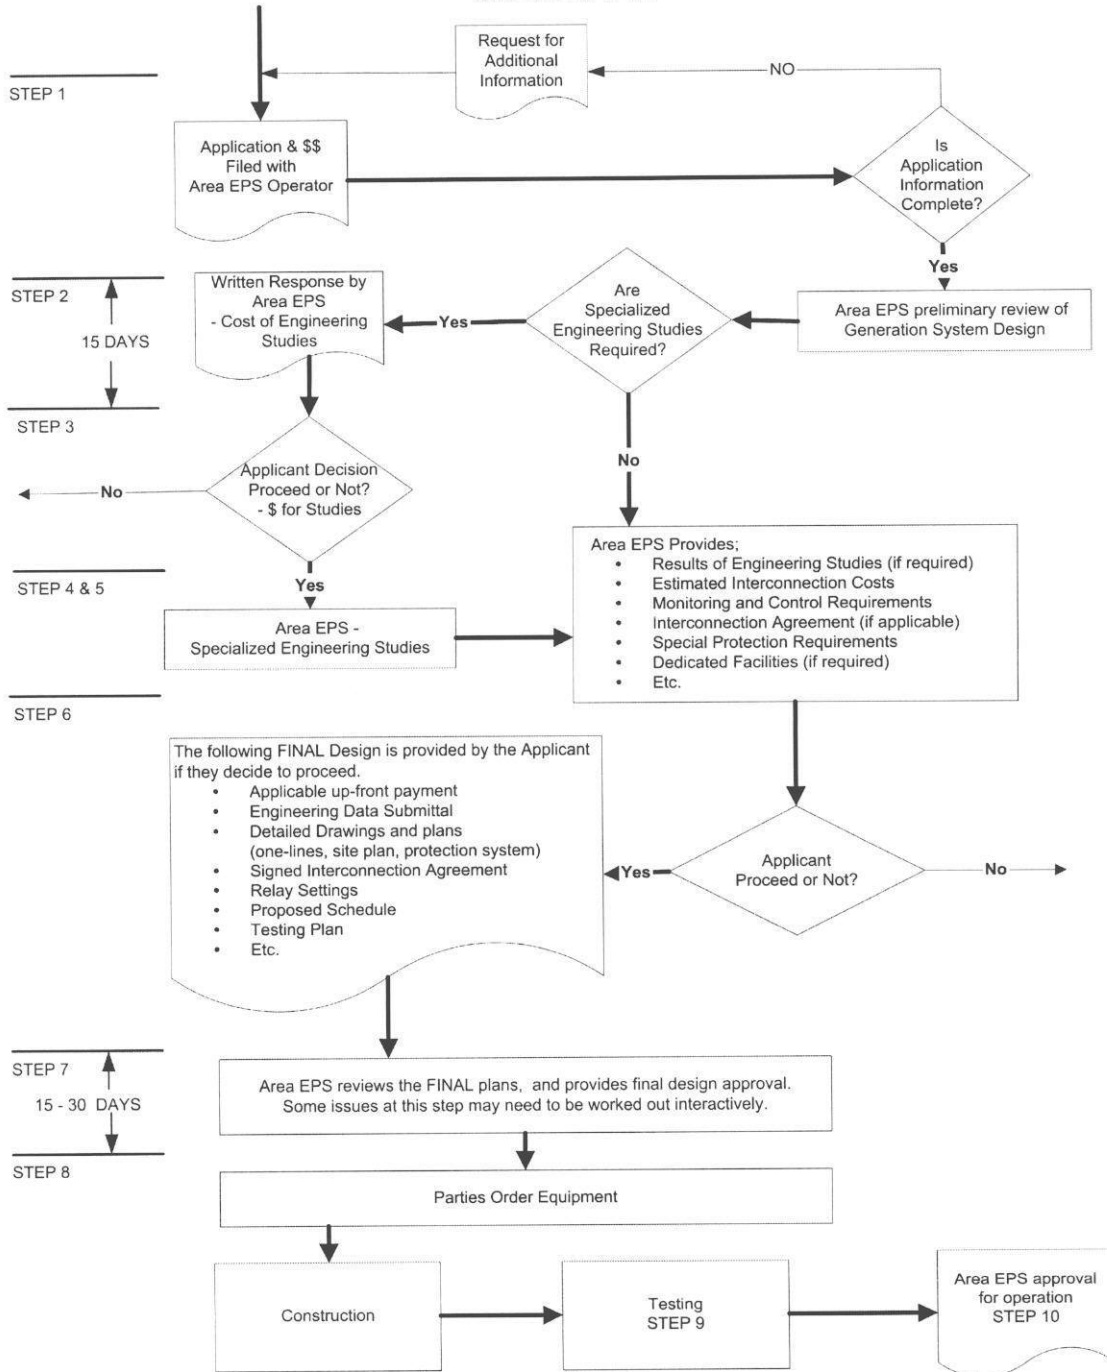 Request for
Additional
Information
NO
STEP 1
Application & $$
Filed with
Area EPS Operator
Is
Application
Information
Complete?
Yes
STEP 2
15 DAYS
Written Response by
Area EPS
- Cost of Engineering
Studies
Yes
Are
Specialized
Engineering Studies
Required?
Area EPS preliminary review of
Generation System Design
STEP 3
No
Applicant Decision
Proceed or Not?
- $ for Studies
No
STEP 4 & 5
Yes
Area EPS -
Specialized Engineering Studies
Area EPS Provides;
• Results of Engineering Studies (if required)
• Estimated Interconnection Costs
• Monitoring and Control Requirements
• Interconnection Agreement (if applicable)
• Special Protection Requirements
• Dedicated Facilities (if required)
• Etc.
STEP 6
The following FINAL Design is provided by the Applicant
if they decide to proceed.
• Applicable up-front payment
• Engineering Data Submittal
• Detailed Drawings and plans
(one-lines, site plan, protection system)
• Signed Interconnection Agreement
• Relay Settings
• Proposed Schedule
• Testing Plan
• Etc.
Yes
Applicant
Proceed or Not?
No
STEP 7
15 - 30 DAYS
Area EPS reviews the FINAL plans, and provides final design approval.
Some issues at this step may need to be worked out interactively.
STEP 8
Parties Order Equipment
Construction
Testing
STEP 9
Area EPS approval
for operation
STEP 10